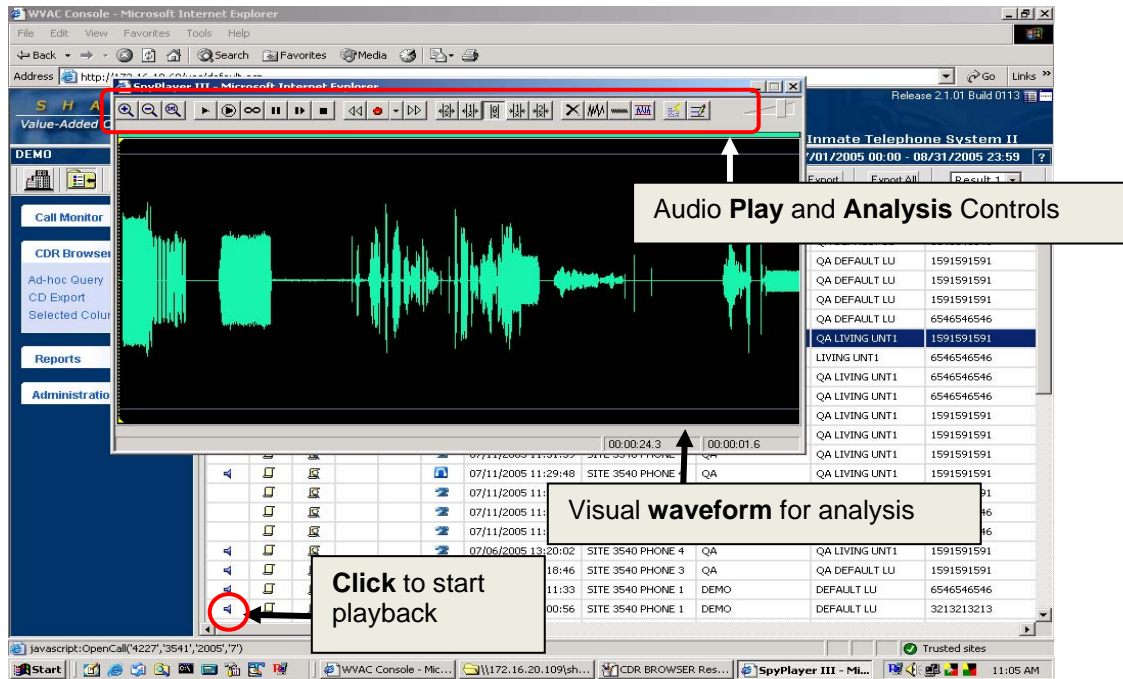 WVAC Console - Microsoft Internet Explorer
File Edit View Favorites Tools Help
Back Search Favorites Media
Address http://172.16.10.60/ Go Links »
SpyPlayer III - Microsoft Internet Explorer
S H A Release 2.1.01 Build 0113
Value-Added Inmate Telephone System II
DEMO 08/31/2005 23:59 ?
Export Export All Result 1
Audio Play and Analysis Controls
Call Monitor
CDR Browser
QA DEFAULT LU 1591591591
Ad-hoc Query QA DEFAULT LU 1591591591
CD Export QA DEFAULT LU 1591591591
Selected Colu QA DEFAULT LU 6546546546
QA LIVING UNT1 1591591591
Reports LIVING UNT1 6546546546
QA LIVING UNT1 6546546546
Administratio QA LIVING UNT1 6546546546
QA LIVING UNT1 1591591591
QA LIVING UNT1 1591591591
00:00:24.3 00:00:01.6
QA LIVING UNT1 1591591591
07/11/2005 11:29:48 SITE 3540 PHONE 4 QA QA LIVING UNT1 1591591591
07/11/2005 11: 91
Visual waveform for analysis
07/11/2005 11: 46
07/11/2005 11: 46
07/06/2005 13:20:02 SITE 3540 PHONE 4 QA QA LIVING UNT1 1591591591
18:46 SITE 3540 PHONE 3 QA QA DEFAULT LU 1591591591
Click to start
playback
11:33 SITE 3540 PHONE 1 DEMO DEFAULT LU 6546546546
00:56 SITE 3540 PHONE 1 DEMO DEFAULT LU 3213213213
javascript:OpenCall('4227','3541','2005','7') Trusted sites
Start WVAC Console - Mic... \\172.16.20.109\sh... CDR BROWSER Res... SpyPlayer III - Mi... 11:05 AM